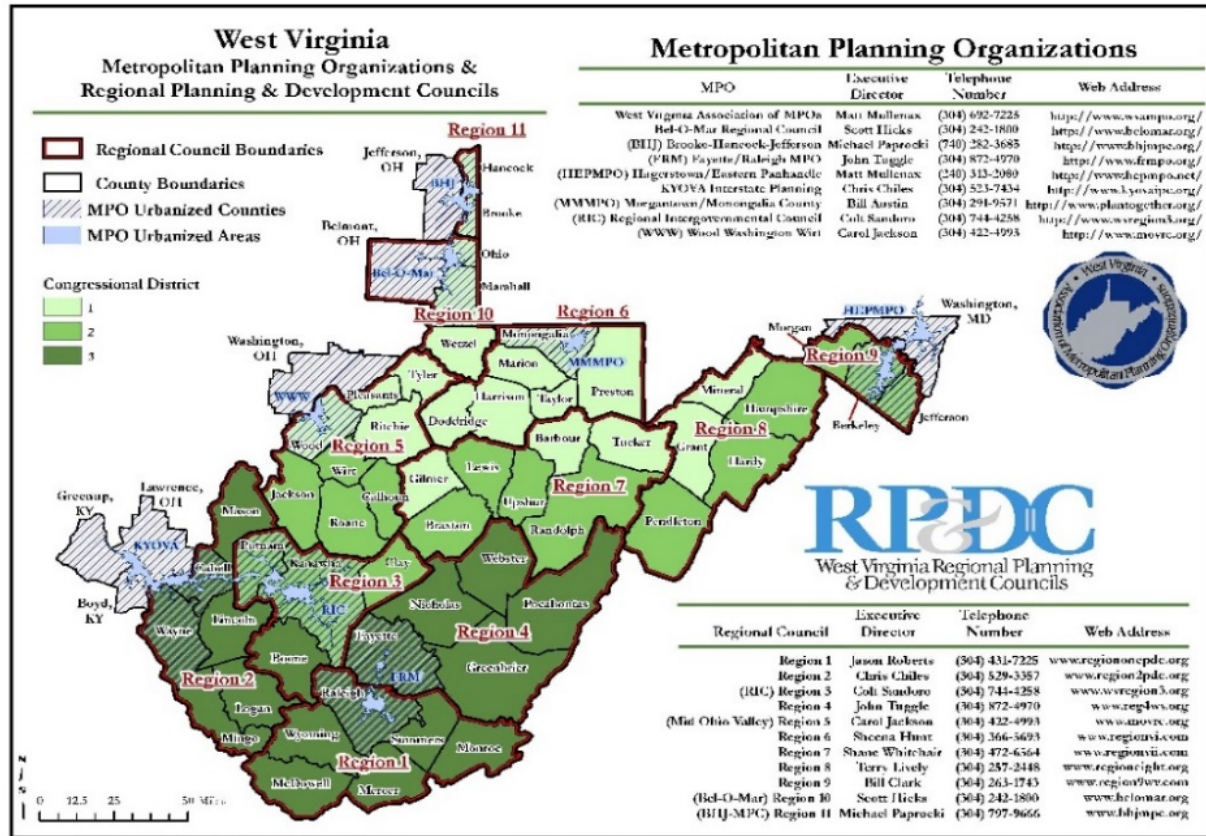 West Virginia
Metropolitan Planning Organizations &
Regional Planning & Development Councils
Regional Council Boundaries
County Boundaries
MPO Urbanized Counties
MPO Urbanized Areas
Congressional District
1
2
3
Metropolitan Planning Organizations
MPO Executive Director Telephone Number Web Address
West Virginia Association of MPOs Matt Mullenax (304) 692-7225 http://www.wvampo.org/
Bel-O-Mar Regional Council Scott Hicks (304) 242-1800 http://www.belomar.org/
(BHJ) Brooke-Hancock-Jefferson Michael Paprocki (740) 282-3685 http://www.bhjmpc.org/
(FRM) Fayette/Raleigh MPO John Tuggle (304) 872-4970 http://www.frmpo.org/
(HEPMPO) Hagerstown/Eastern Panhandle Matt Mullenax (240) 313-2080 http://www.hepmpo.net/
KYOVA Interstate Planning Chris Chiles (304) 523-7434 http://www.kyovaipc.org/
(MMMPO) Morgantown/Monongalia County Bill Austin (304) 291-9571 http://www.plantogether.org/
(RIC) Regional Intergovernmental Council Colt Sandoro (304) 744-4258 http://www.wvregion3.org/
(WWW) Wood Washington Wirt Carol Jackson (304) 422-4993 http://www.movrc.org/
Region 11
Jefferson, OH
Hancock
BHJ
Brooke
Belmont, OH
Ohio
Bel-O-Mar
Marshall
Region 10
Region 6
Washington, OH
Wetzel
Monongalia
MMMPO
Marion
Tyler
Preston
Pleasants
WWW
Harrison
Taylor
Ritchie
Doddridge
Wood
Region 5
Barbour
Tucker
Wirt
Lewis
Gilmer
Jackson
Calhoun
Upshur
Region 7
Roane
Braxton
Randolph
HEPMPO
Washington, MD
Morgan
Region 9
Mineral
Hampshire
Jefferson
Berkeley
Region 8
Grant
Hardy
Pendleton
West Virginia
Association of Metropolitan Planning Organizations
Greenup, KY
Lawrence, OH
Mason
KYOVA
Putnam
Cabell
Kanawha
Clay
Region 3
Webster
Boyd, KY
RIC
Nicholas
Pocahontas
Lincoln
Wayne
Fayette
Region 4
Boone
Greenbrier
Region 2
FRM
Raleigh
Logan
Mingo
Wyoming
Summers
Monroe
Region 1
McDowell
Mercer
0 12.5 25 50 Miles
RP&DC
West Virginia Regional Planning
& Development Councils
Regional Council Executive Director Telephone Number Web Address
Region 1 Jason Roberts (304) 431-7225 www.regiononepdc.org
Region 2 Chris Chiles (304) 529-3357 www.region2pdc.org
(RIC) Region 3 Colt Sandoro (304) 744-4258 www.wvregion3.org
Region 4 John Tuggle (304) 872-4970 www.reg4wv.org
(Mid Ohio Valley) Region 5 Carol Jackson (304) 422-4993 www.movrc.org
Region 6 Sheena Hunt (304) 366-5693 www.regionvi.com
Region 7 Shane Whitehair (304) 472-6564 www.regionvii.com
Region 8 Terry Lively (304) 257-2448 www.regioneight.org
Region 9 Bill Clark (304) 263-1743 www.region9wv.com
(Bel-O-Mar) Region 10 Scott Hicks (304) 242-1800 www.belomar.org
(BHJ-MPC) Region 11 Michael Paprocki (304) 797-9666 www.bhjmpc.org